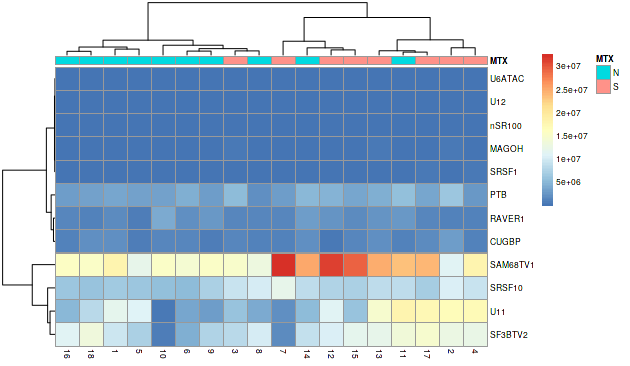 MTX
U6ATAC
U12
nSR100
MAGOH
SRSF1
PTB
RAVER1
CUGBP
SAM68TV1
SRSF10
U11
SF3BTV2
16 18 1 5 10 6 9 3 8 7 14 12 15 13 11 17 2 4
3e+07
2.5e+07
2e+07
1.5e+07
1e+07
5e+06
MTX
N
S